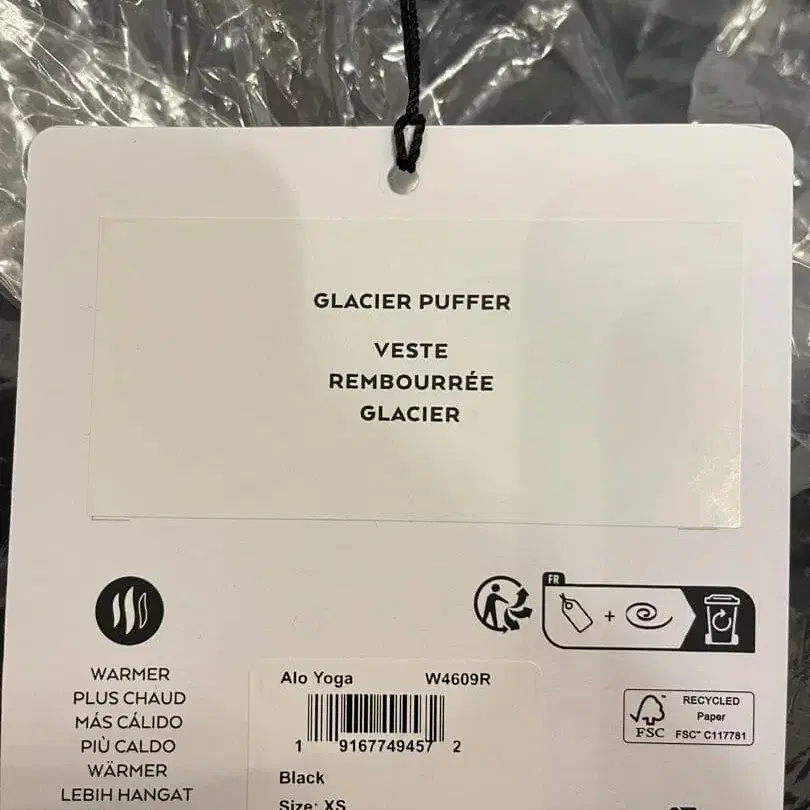 GLACIER PUFFER
VESTE
REMBOURRÉE
GLACIER
FR
+
WARMER
PLUS CHAUD
MÁS CÁLIDO
PIÙ CALDO
WÄRMER
LEBIH HANGAT
Alo Yoga W4609R
1 9167749457 2
Black
Size: XS
FSC
RECYCLED
Paper
FSC™ C117781